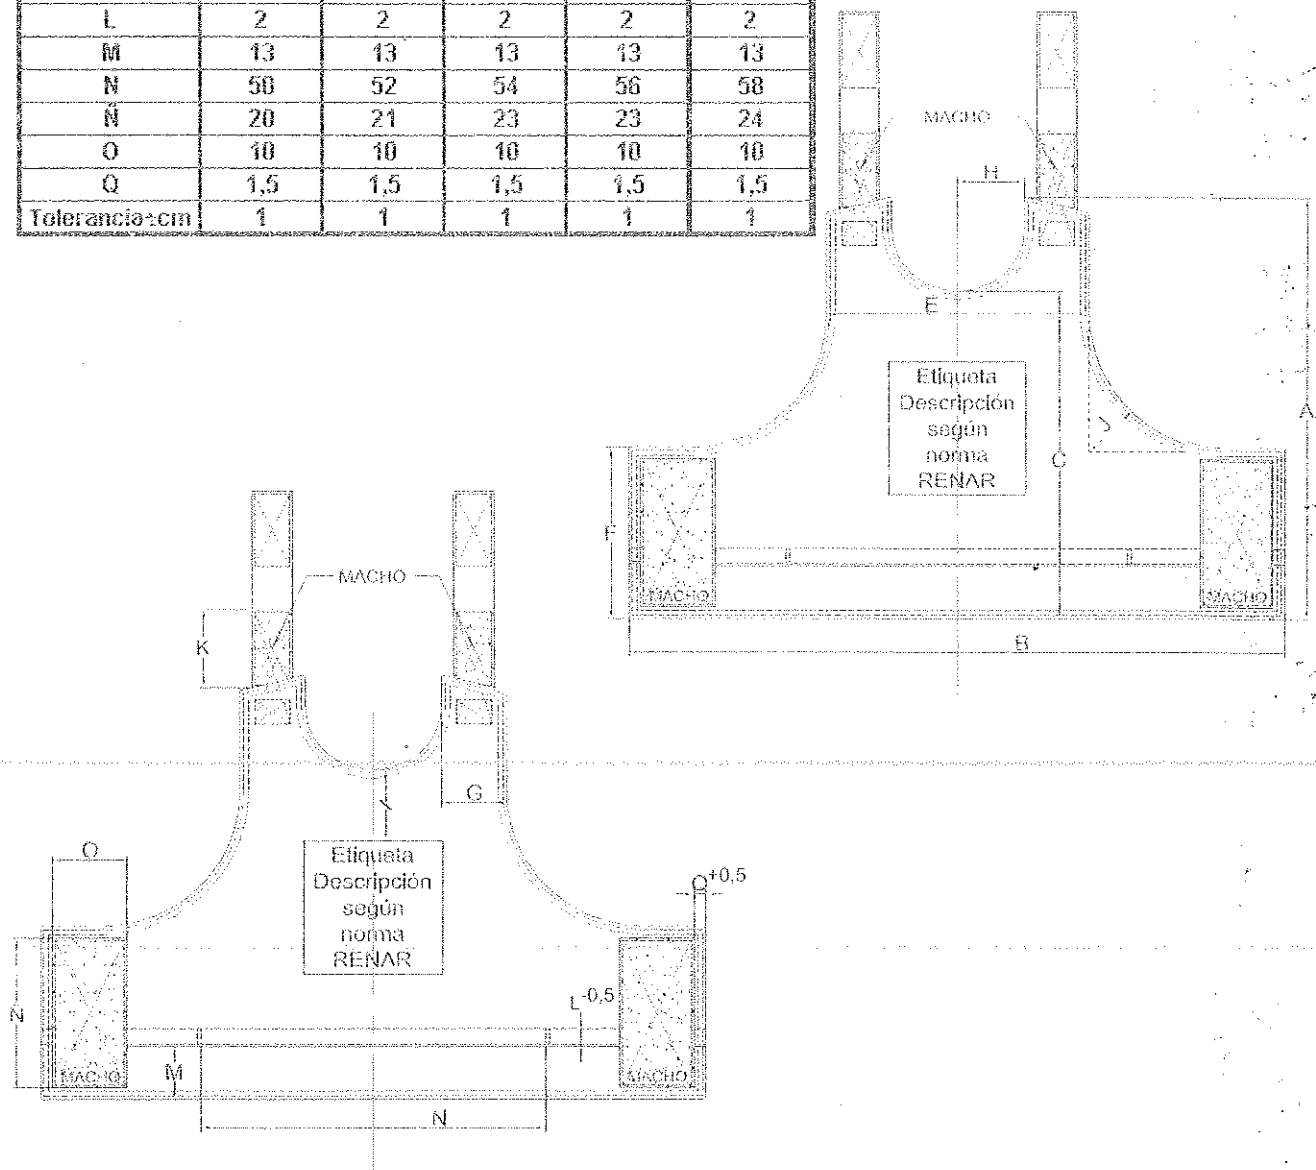 L 2 2 2 2 2
M 13 13 13 13 13
N 50 52 54 56 58
Ñ 20 21 23 23 24
O 10 10 10 10 10
Q 1,5 1,5 1,5 1,5 1,5
Tolerancia±cm 1 1 1 1 1
MACHO
H
E
A
Etiqueta
Descripción
según
norma
RENAR
J
C
F
MACHO MACHO
B
MACHO
K
G
O
Etiqueta
Descripción
según
norma
RENAR
Q+0,5
Ñ
L-0,5
M
MACHO MACHO
N